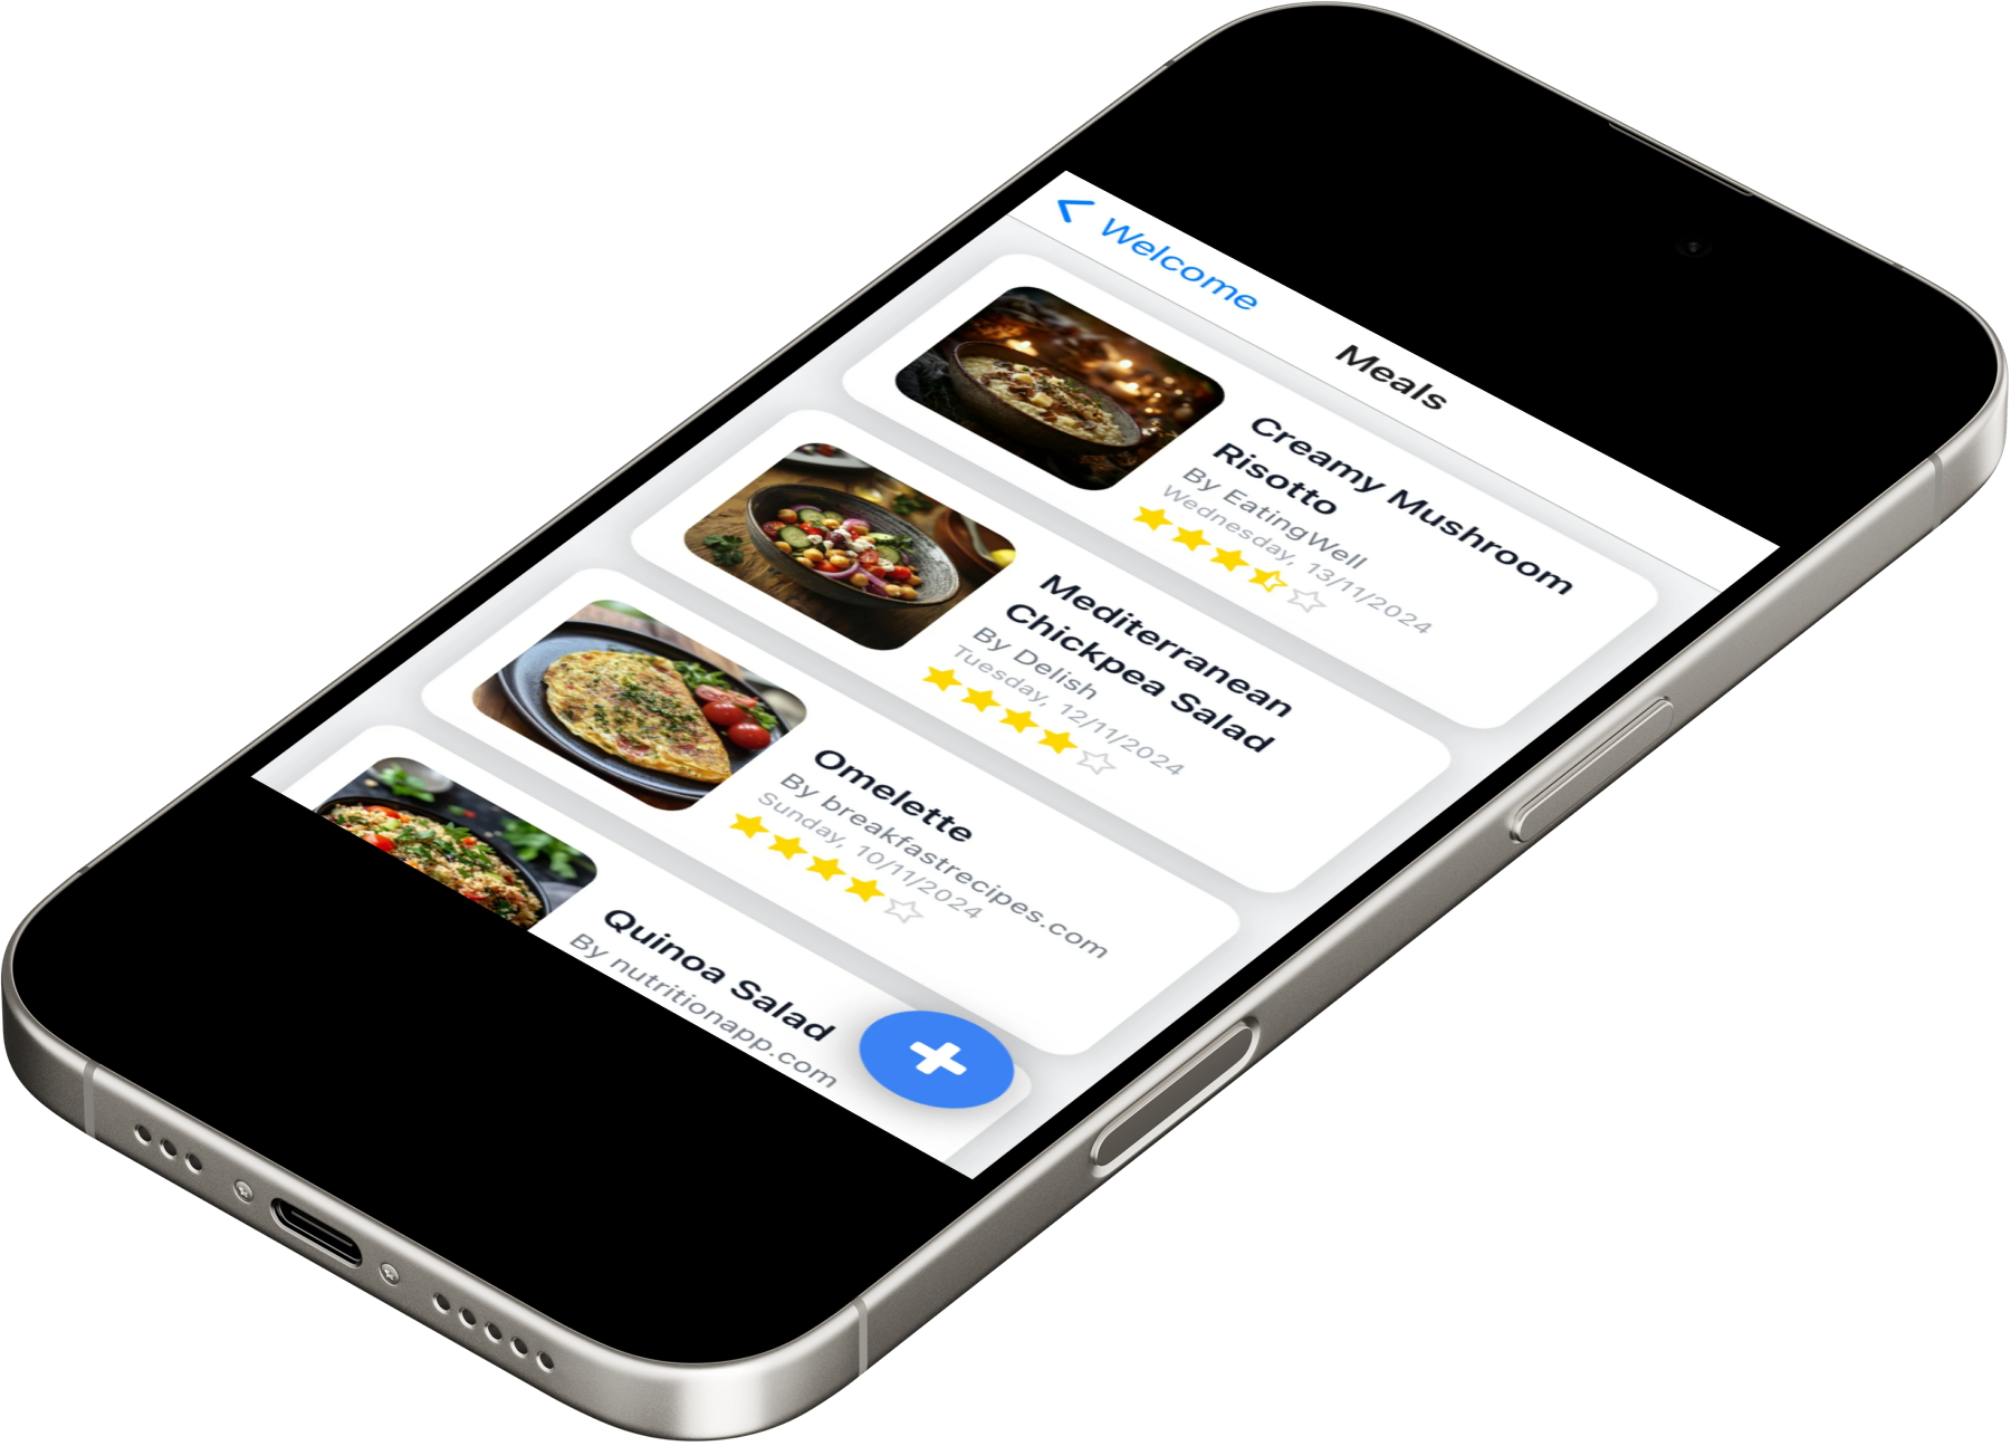 Welcome
Meals
Creamy Mushroom
Risotto
By EatingWell
Wednesday, 13/11/2024
Mediterranean
Chickpea Salad
By Delish
Tuesday, 12/11/2024
Omelette
By breakfastrecipes.com
Sunday, 10/11/2024
Quinoa Salad
By nutritionapp.com